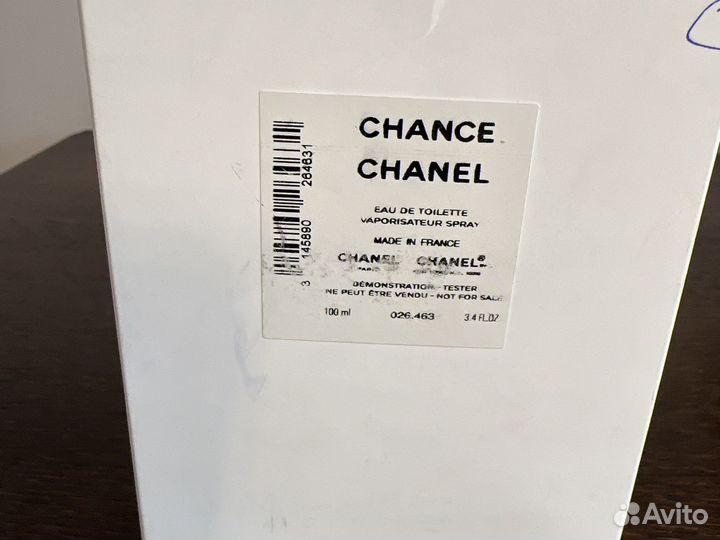 CHANCE
CHANEL
EAU DE TOILETTE
VAPORISATEUR SPRAY
MADE IN FRANCE
CHANEL CHANEL®
PARIS
DÉMONSTRATION - TESTER
NE PEUT ÊTRE VENDU - NOT FOR SALE
100 ml 026.463 3.4 FL.OZ
3 145890 264631
Avito